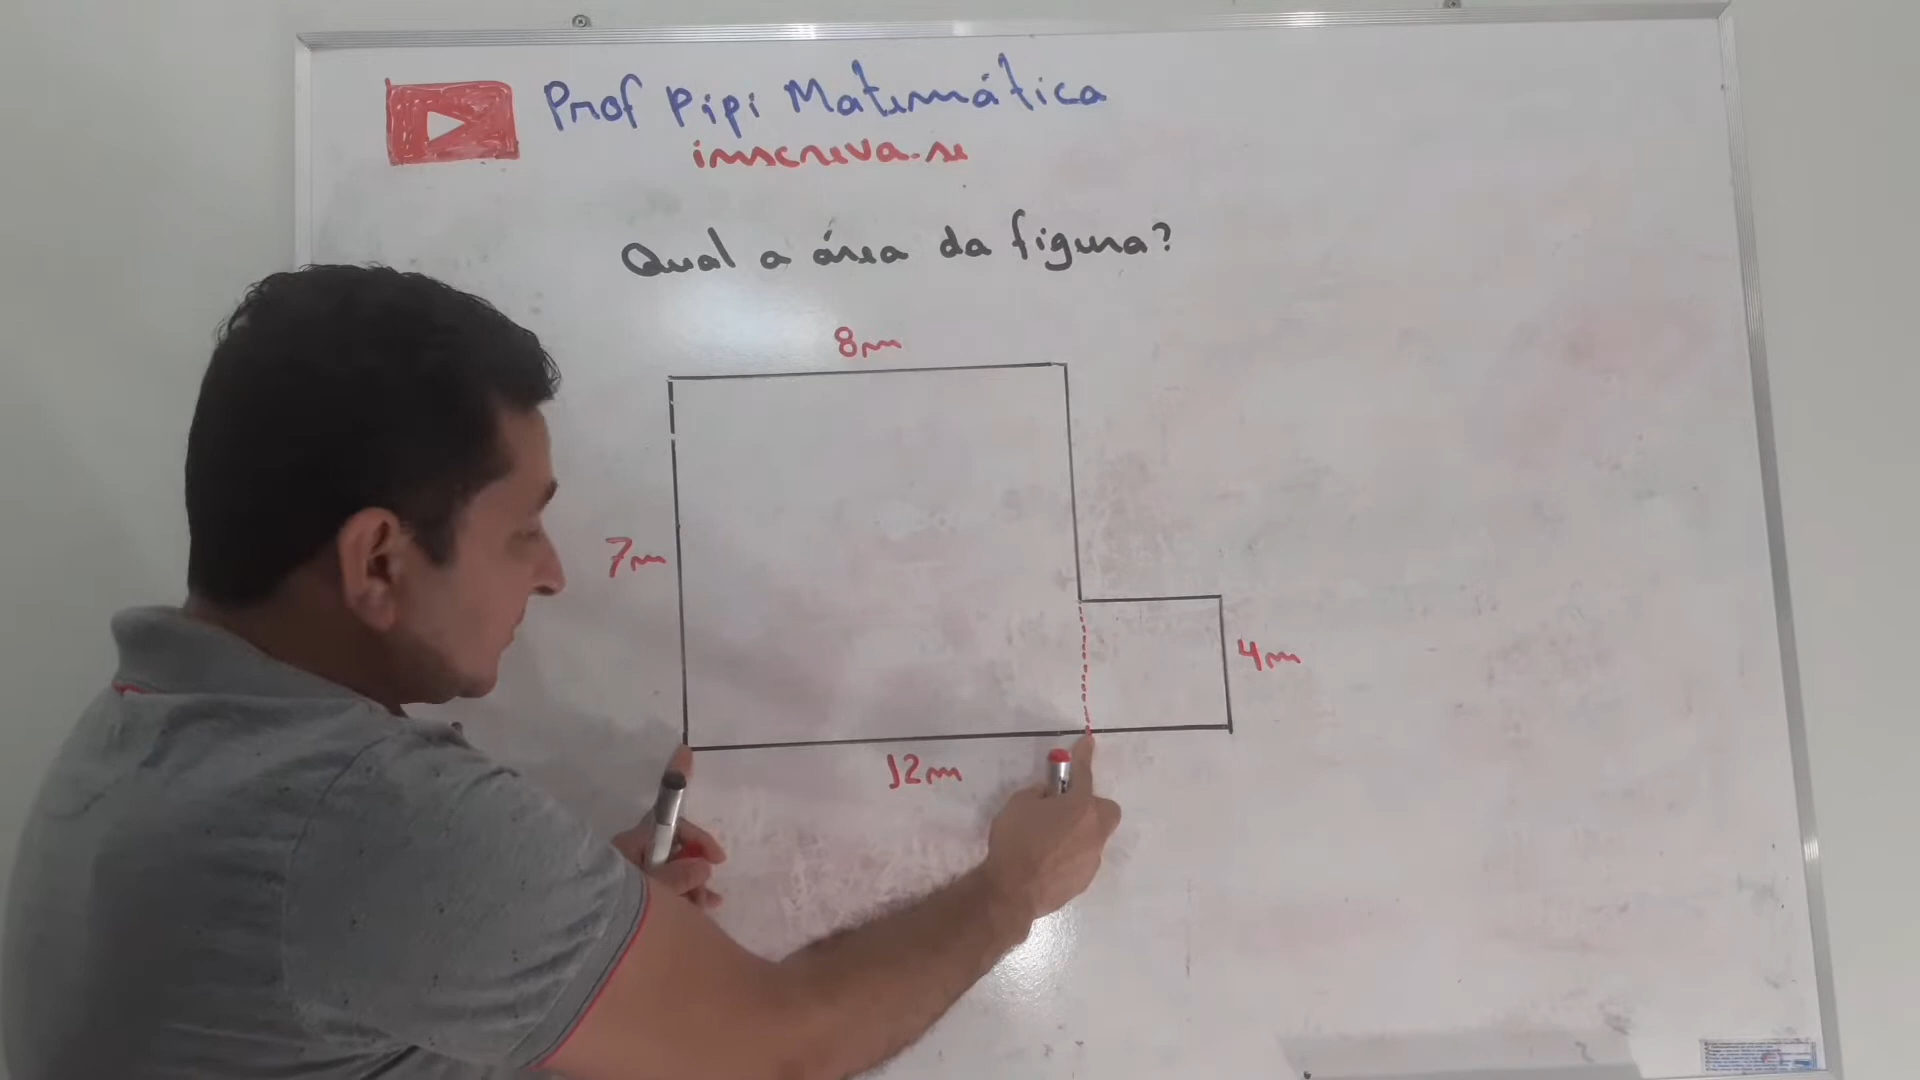 Prof Pipi Matemática
inscreva-se
Qual a área da figura?
8m
7m
4m
12m